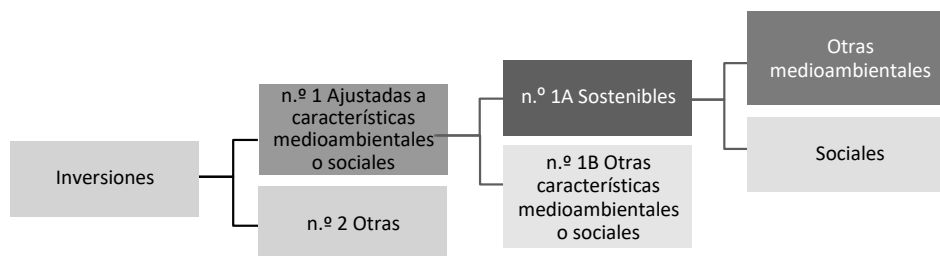 Inversiones
n.º 1 Ajustadas a
características
medioambientales
o sociales
n.º 2 Otras
n.º 1A Sostenibles
n.º 1B Otras
características
medioambientales
o sociales
Otras
medioambientales
Sociales